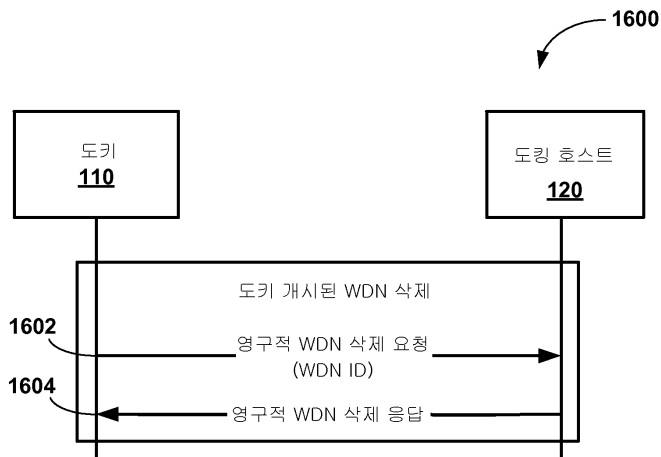 1600
도키
110
도킹 호스트
120
도키 개시된 WDN 삭제
1602
영구적 WDN 삭제 요청
(WDN ID)
1604
영구적 WDN 삭제 응답